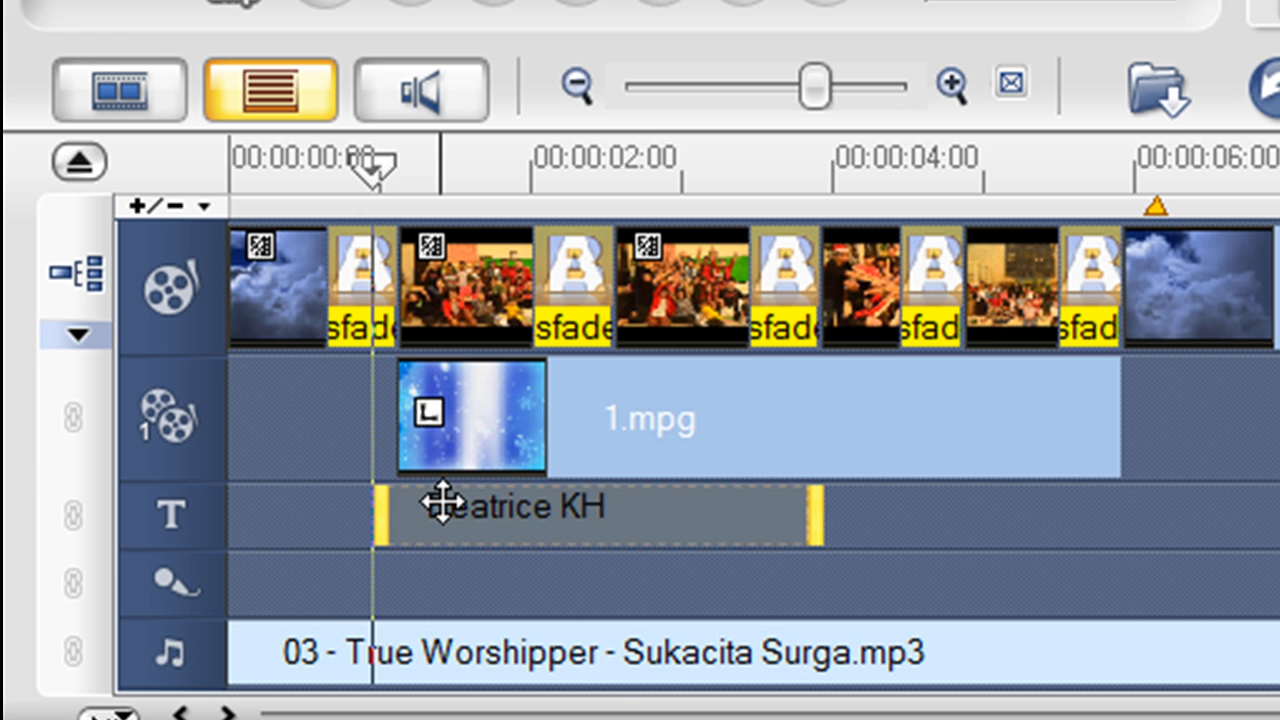 00:00:00:00 00:00:02:00 00:00:04:00 00:00:06:00
+/-
A A A A A
sfade sfade sfade sfad sfad
1 1.mpg
T eatrice KH
03 - True Worshipper - Sukacita Surga.mp3